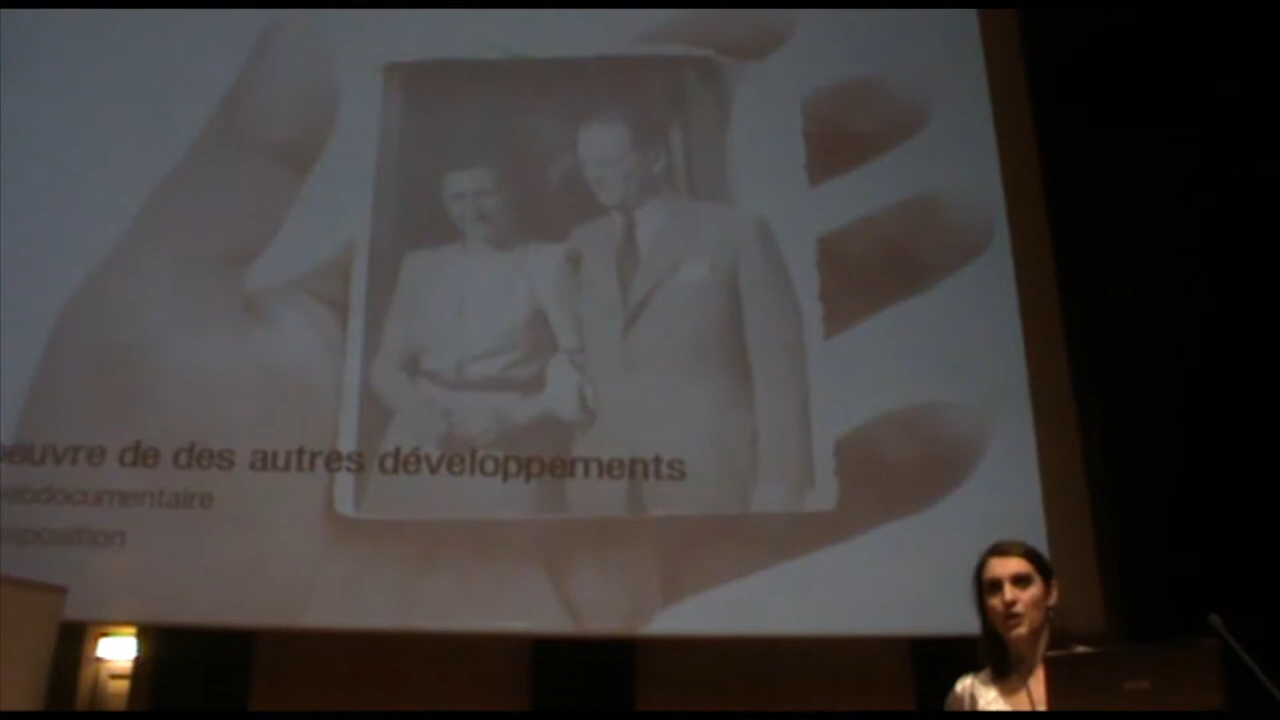 oeuvre de des autres développements
ebdocumentaire
xposition